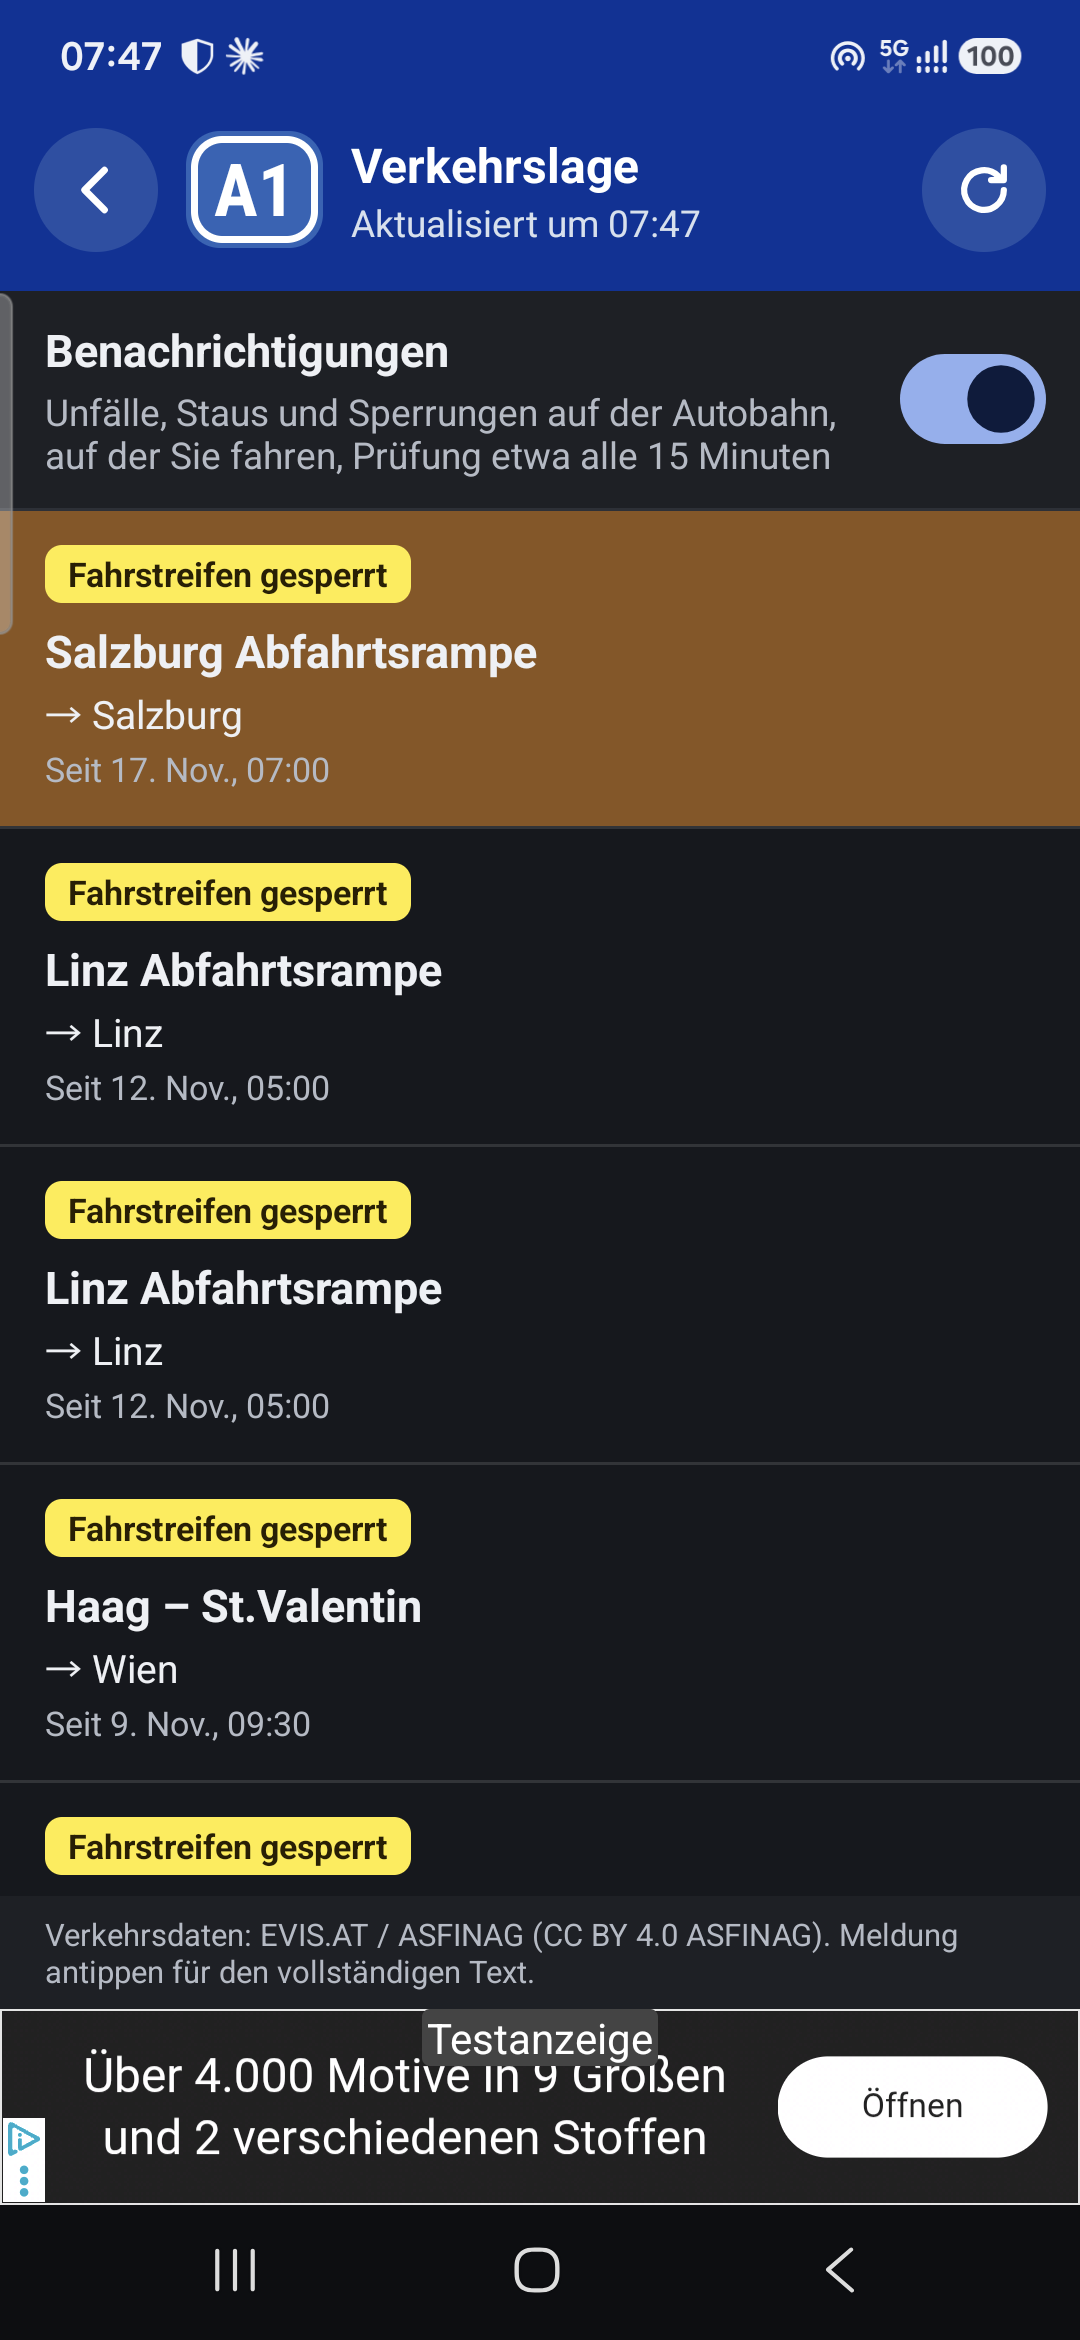 07:47
5G
100
A1
Verkehrslage
Aktualisiert um 07:47
Benachrichtigungen
Unfälle, Staus und Sperrungen auf der Autobahn,
auf der Sie fahren, Prüfung etwa alle 15 Minuten
Fahrstreifen gesperrt
Salzburg Abfahrtsrampe
→ Salzburg
Seit 17. Nov., 07:00
Fahrstreifen gesperrt
Linz Abfahrtsrampe
→ Linz
Seit 12. Nov., 05:00
Fahrstreifen gesperrt
Linz Abfahrtsrampe
→ Linz
Seit 12. Nov., 05:00
Fahrstreifen gesperrt
Haag – St.Valentin
→ Wien
Seit 9. Nov., 09:30
Fahrstreifen gesperrt
Verkehrsdaten: EVIS.AT / ASFINAG (CC BY 4.0 ASFINAG). Meldung
antippen für den vollständigen Text.
Testanzeige
Über 4.000 Motive in 9 Größen
und 2 verschiedenen Stoffen
Öffnen